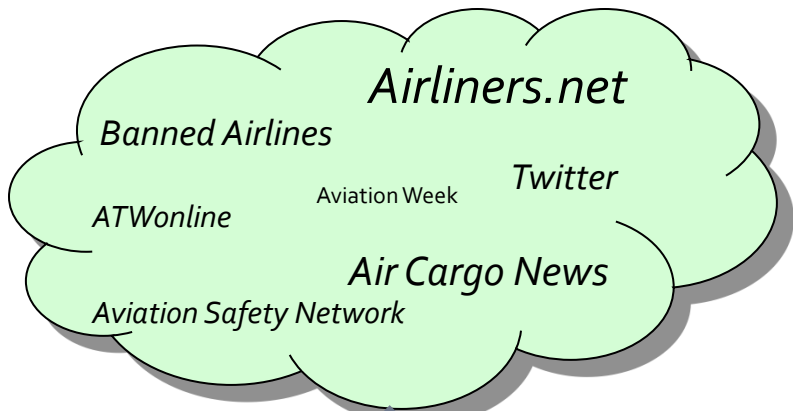 Airliners.net
Banned Airlines
Twitter
Aviation Week
ATWonline
Air Cargo News
Aviation Safety Network